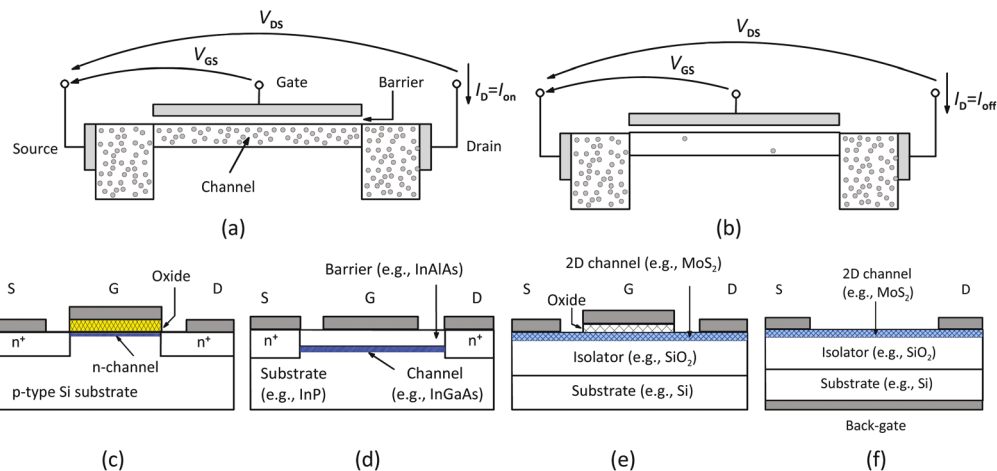 V_DS
V_GS
Gate
Barrier
I_D=I_on
Source
Drain
Channel
(a)
V_DS
V_GS
I_D=I_off
(b)
S
G
Oxide
D
n⁺
n⁺
n-channel
p-type Si substrate
(c)
Barrier (e.g., InAlAs)
S
G
D
n⁺
n⁺
Substrate
(e.g., InP)
Channel
(e.g., InGaAs)
(d)
2D channel (e.g., MoS₂)
S
G
D
Oxide
Isolator (e.g., SiO₂)
Substrate (e.g., Si)
(e)
2D channel
(e.g., MoS₂)
S
D
Isolator (e.g., SiO₂)
Substrate (e.g., Si)
Back-gate
(f)